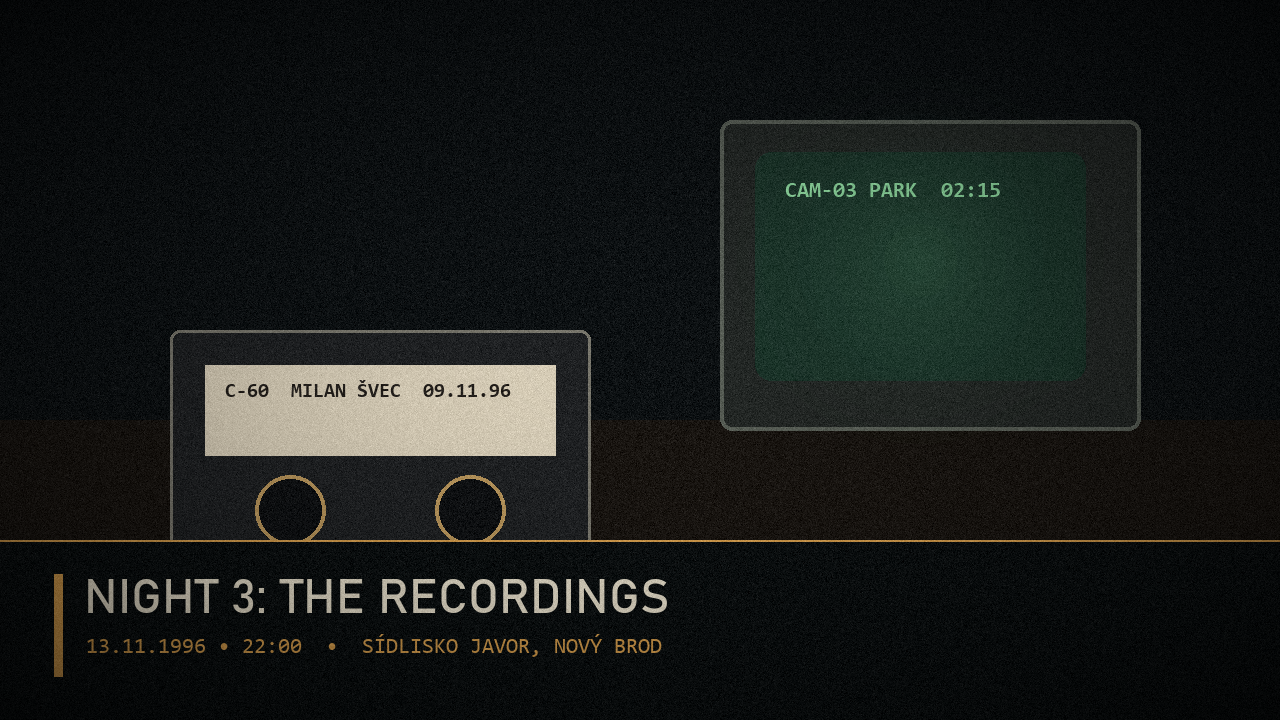 CAM-03 PARK 02:15
C-60 MILAN ŠVEC 09.11.96
NIGHT 3: THE RECORDINGS
13.11.1996 • 22:00 • SÍDLISKO JAVOR, NOVÝ BROD